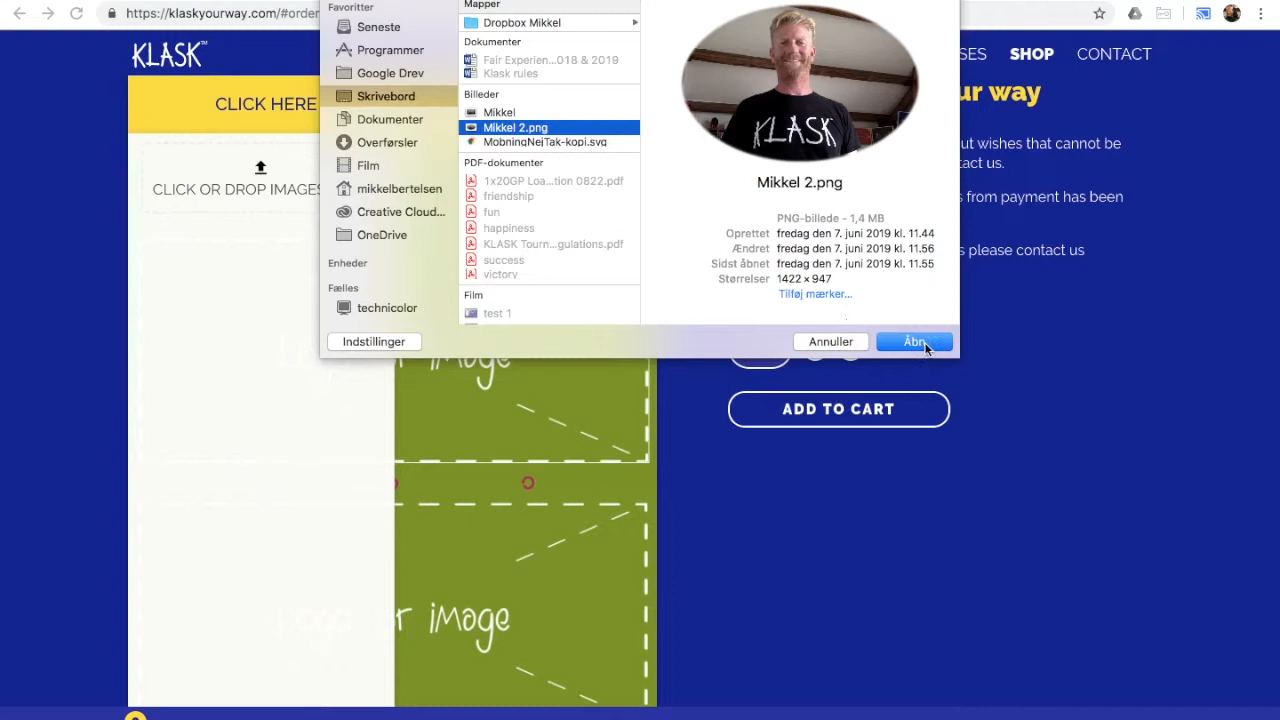 https://klaskyourway.com/#order
KLASK™
SES SHOP CONTACT
CLICK HERE
CLICK OR DROP IMAGES
Favoritter
Seneste
Programmer
Google Drev
Skrivebord
Dokumenter
Overførsler
Film
mikkelbertelsen
Creative Cloud...
OneDrive
Enheder
Fælles
technicolor
Mapper
Dropbox Mikkel
Dokumenter
Fair Experien...018 & 2019
Klask rules
Billeder
Mikkel
Mikkel 2.png
MobningNejTak-kopi.svg
PDF-dokumenter
1x20GP Loa...tion 0822.pdf
friendship
fun
happiness
KLASK Tourn...gulations.pdf
success
victory
Film
test 1
KLASK
Mikkel 2.png
PNG-billede - 1,4 MB
Oprettet fredag den 7. juni 2019 kl. 11.44
Ændret fredag den 7. juni 2019 kl. 11.56
Sidst åbnet fredag den 7. juni 2019 kl. 11.55
Størrelser 1422 × 947
Tilføj mærker...
Indstillinger
Annuller
Åbn
ur way
ut wishes that cannot be
tact us.
s from payment has been
s please contact us
ADD TO CART
image
or image